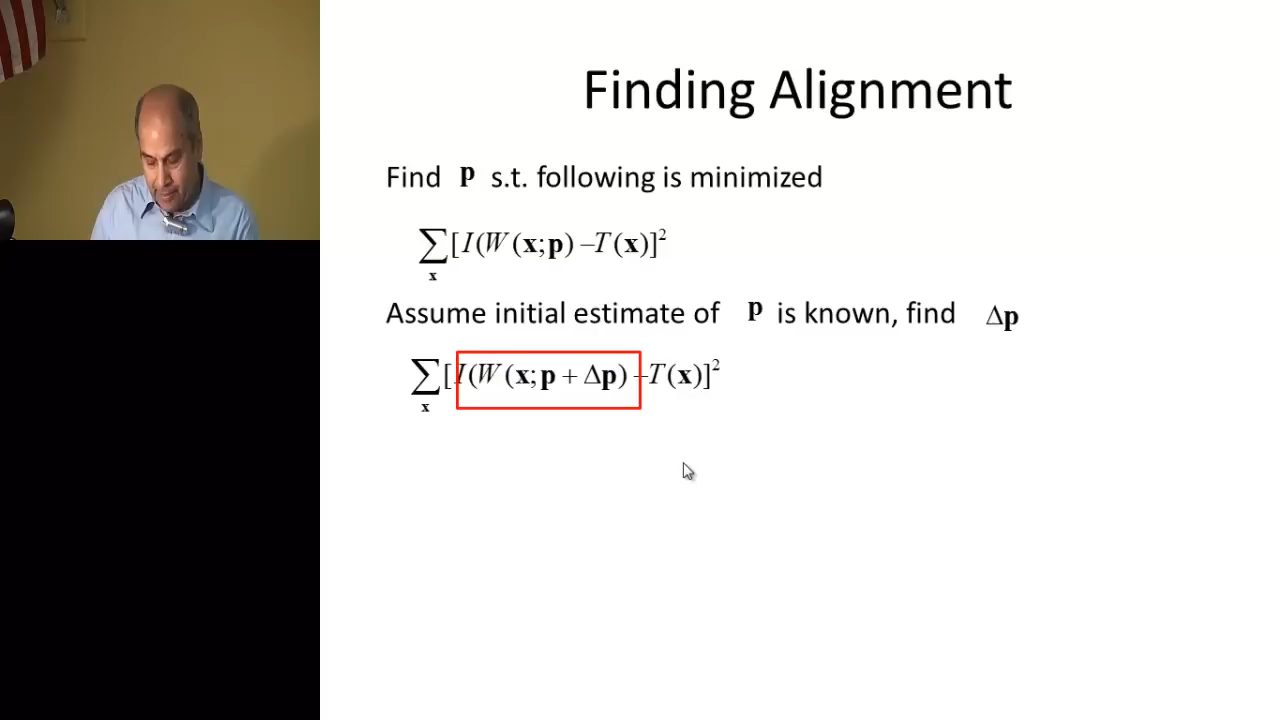 Finding Alignment
Find p s.t. following is minimized
∑x [I(W(x;p) – T(x)]²
Assume initial estimate of p is known, find Δp
∑x [I(W(x;p + Δp) – T(x)]²